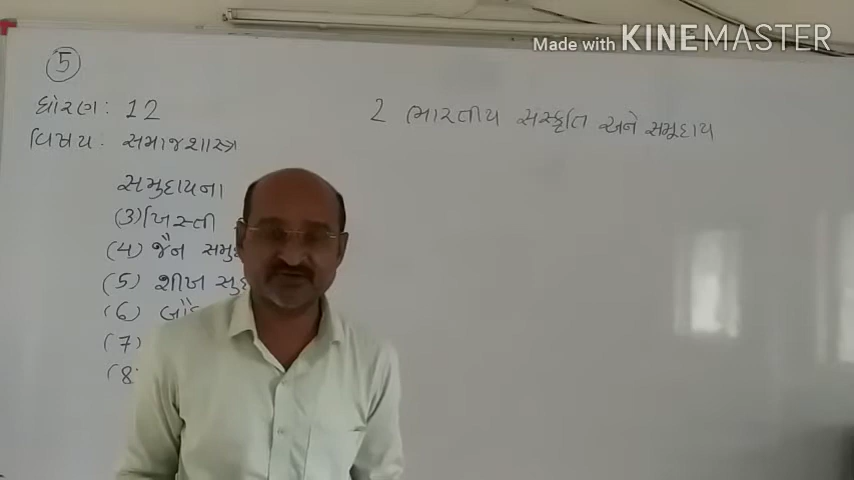 Made with KINEMASTER
5
ધોરણ : 12
2 ભારતીય સંસ્કૃતિ અને સમૂદાય
વિષય. સમાજશાસ્ત્ર
સમુદાયના
(3) ખ્રિસ્તી
(4) જૈન
(5) શીખ
(6)
(7)
(8